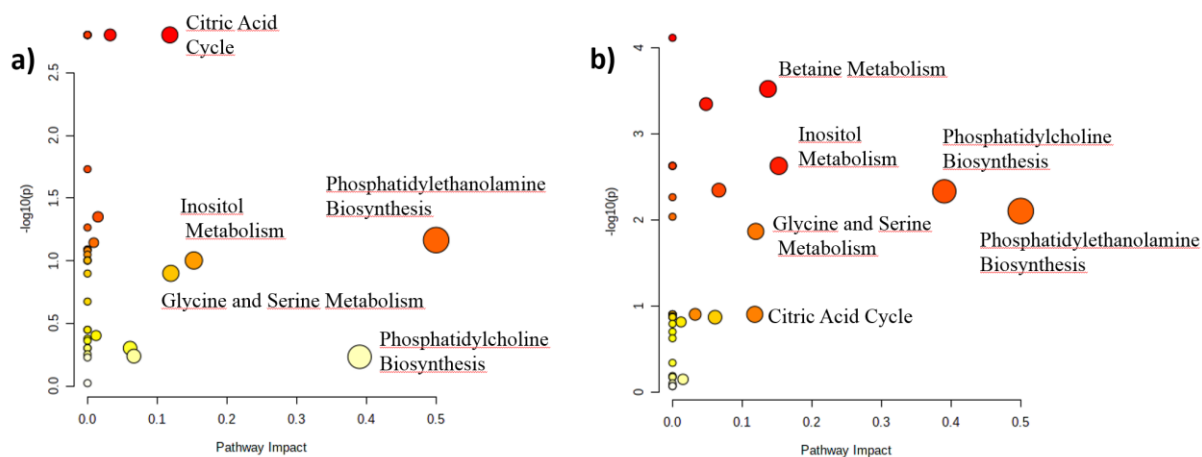 a)
Citric Acid
Cycle
Phosphatidylethanolamine
Biosynthesis
Inositol
Metabolism
Glycine and Serine Metabolism
Phosphatidylcholine
Biosynthesis
-log10(p)
2.5
2.0
1.5
1.0
0.5
0.0
0.0 0.1 0.2 0.3 0.4 0.5
Pathway Impact
b)
Betaine Metabolism
Inositol
Metabolism
Phosphatidylcholine
Biosynthesis
Glycine and Serine
Metabolism
Phosphatidylethanolamine
Biosynthesis
Citric Acid Cycle
-log10(p)
4
3
2
1
0
0.0 0.1 0.2 0.3 0.4 0.5
Pathway Impact